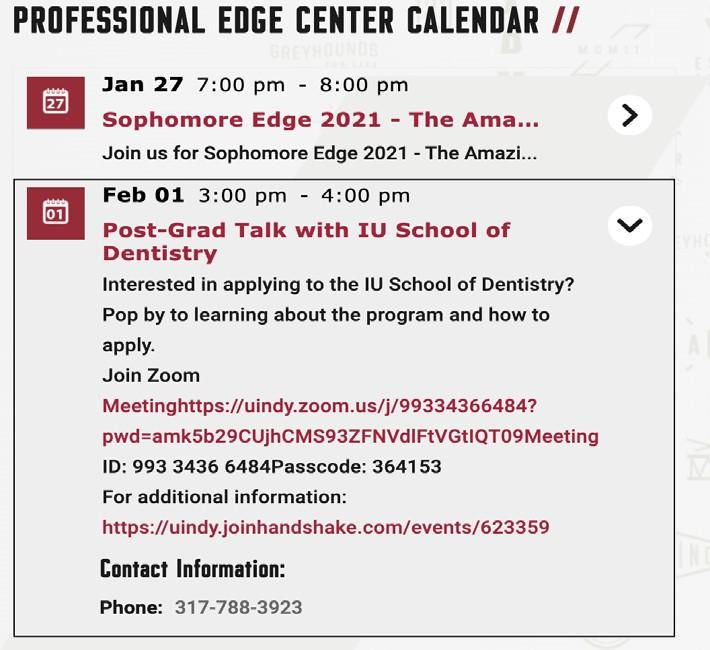 PROFESSIONAL EDGE CENTER CALENDAR //
GREYHOUNDS
MCMII
27
Jan 27 7:00 pm - 8:00 pm
Sophomore Edge 2021 - The Ama...
Join us for Sophomore Edge 2021 - The Amazi...
01
Feb 01 3:00 pm - 4:00 pm
Post-Grad Talk with IU School of
Dentistry
Interested in applying to the IU School of Dentistry?
Pop by to learning about the program and how to
apply.
Join Zoom
Meetinghttps://uindy.zoom.us/j/99334366484?
pwd=amk5b29CUjhCMS93ZFNVdlFtVGtIQT09Meeting
ID: 993 3436 6484Passcode: 364153
For additional information:
https://uindy.joinhandshake.com/events/623359
Contact Information:
Phone: 317-788-3923